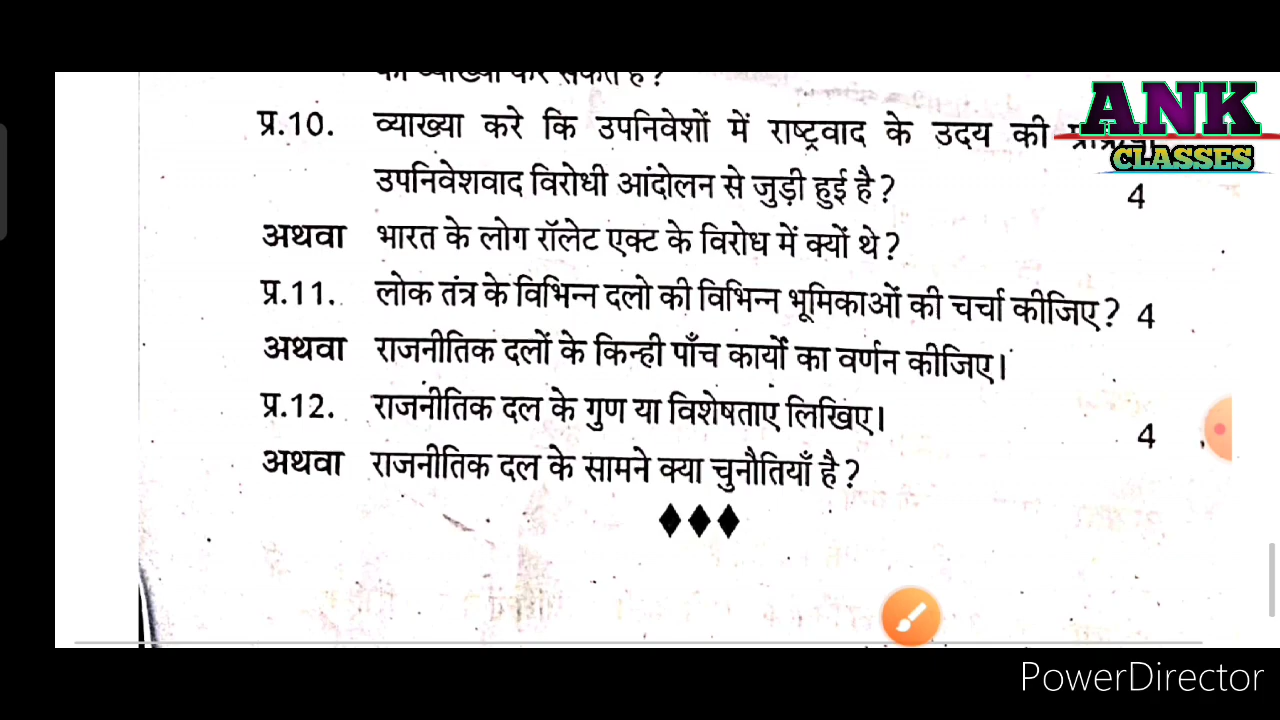 प्र.10. व्याख्या करे कि उपनिवेशों में राष्ट्रवाद के उदय की
ANK
CLASSES
उपनिवेशवाद विरोधी आंदोलन से जुड़ी हुई है? 4
अथवा भारत के लोग रॉलेट एक्ट के विरोध में क्यों थे?
प्र.11. लोक तंत्र के विभिन्न दलो की विभिन्न भूमिकाओं की चर्चा कीजिए? 4
अथवा राजनीतिक दलों के किन्ही पाँच कार्यों का वर्णन कीजिए।
प्र.12. राजनीतिक दल के गुण या विशेषताए लिखिए। 4
अथवा राजनीतिक दल के सामने क्या चुनौतियाँ है?
PowerDirector